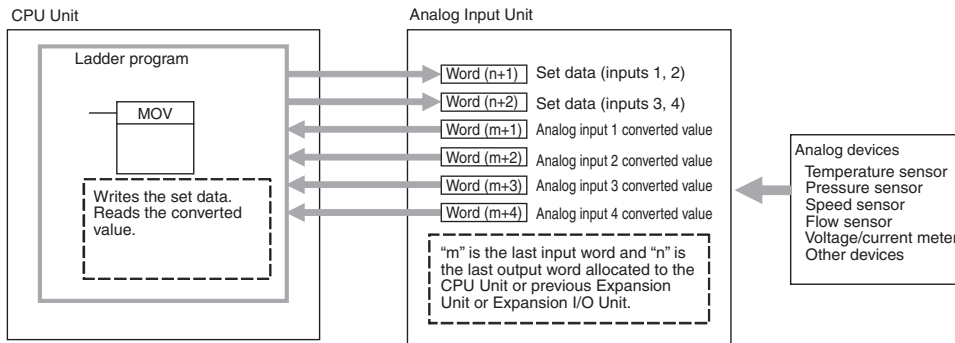 CPU Unit
Analog Input Unit
Ladder program
MOV
Writes the set data.
Reads the converted
value.
Word (n+1) Set data (inputs 1, 2)
Word (n+2) Set data (inputs 3, 4)
Word (m+1) Analog input 1 converted value
Word (m+2) Analog input 2 converted value
Word (m+3) Analog input 3 converted value
Word (m+4) Analog input 4 converted value
“m” is the last input word and “n” is
the last output word allocated to the
CPU Unit or previous Expansion
Unit or Expansion I/O Unit.
Analog devices
Temperature sensor
Pressure sensor
Speed sensor
Flow sensor
Voltage/current meter
Other devices